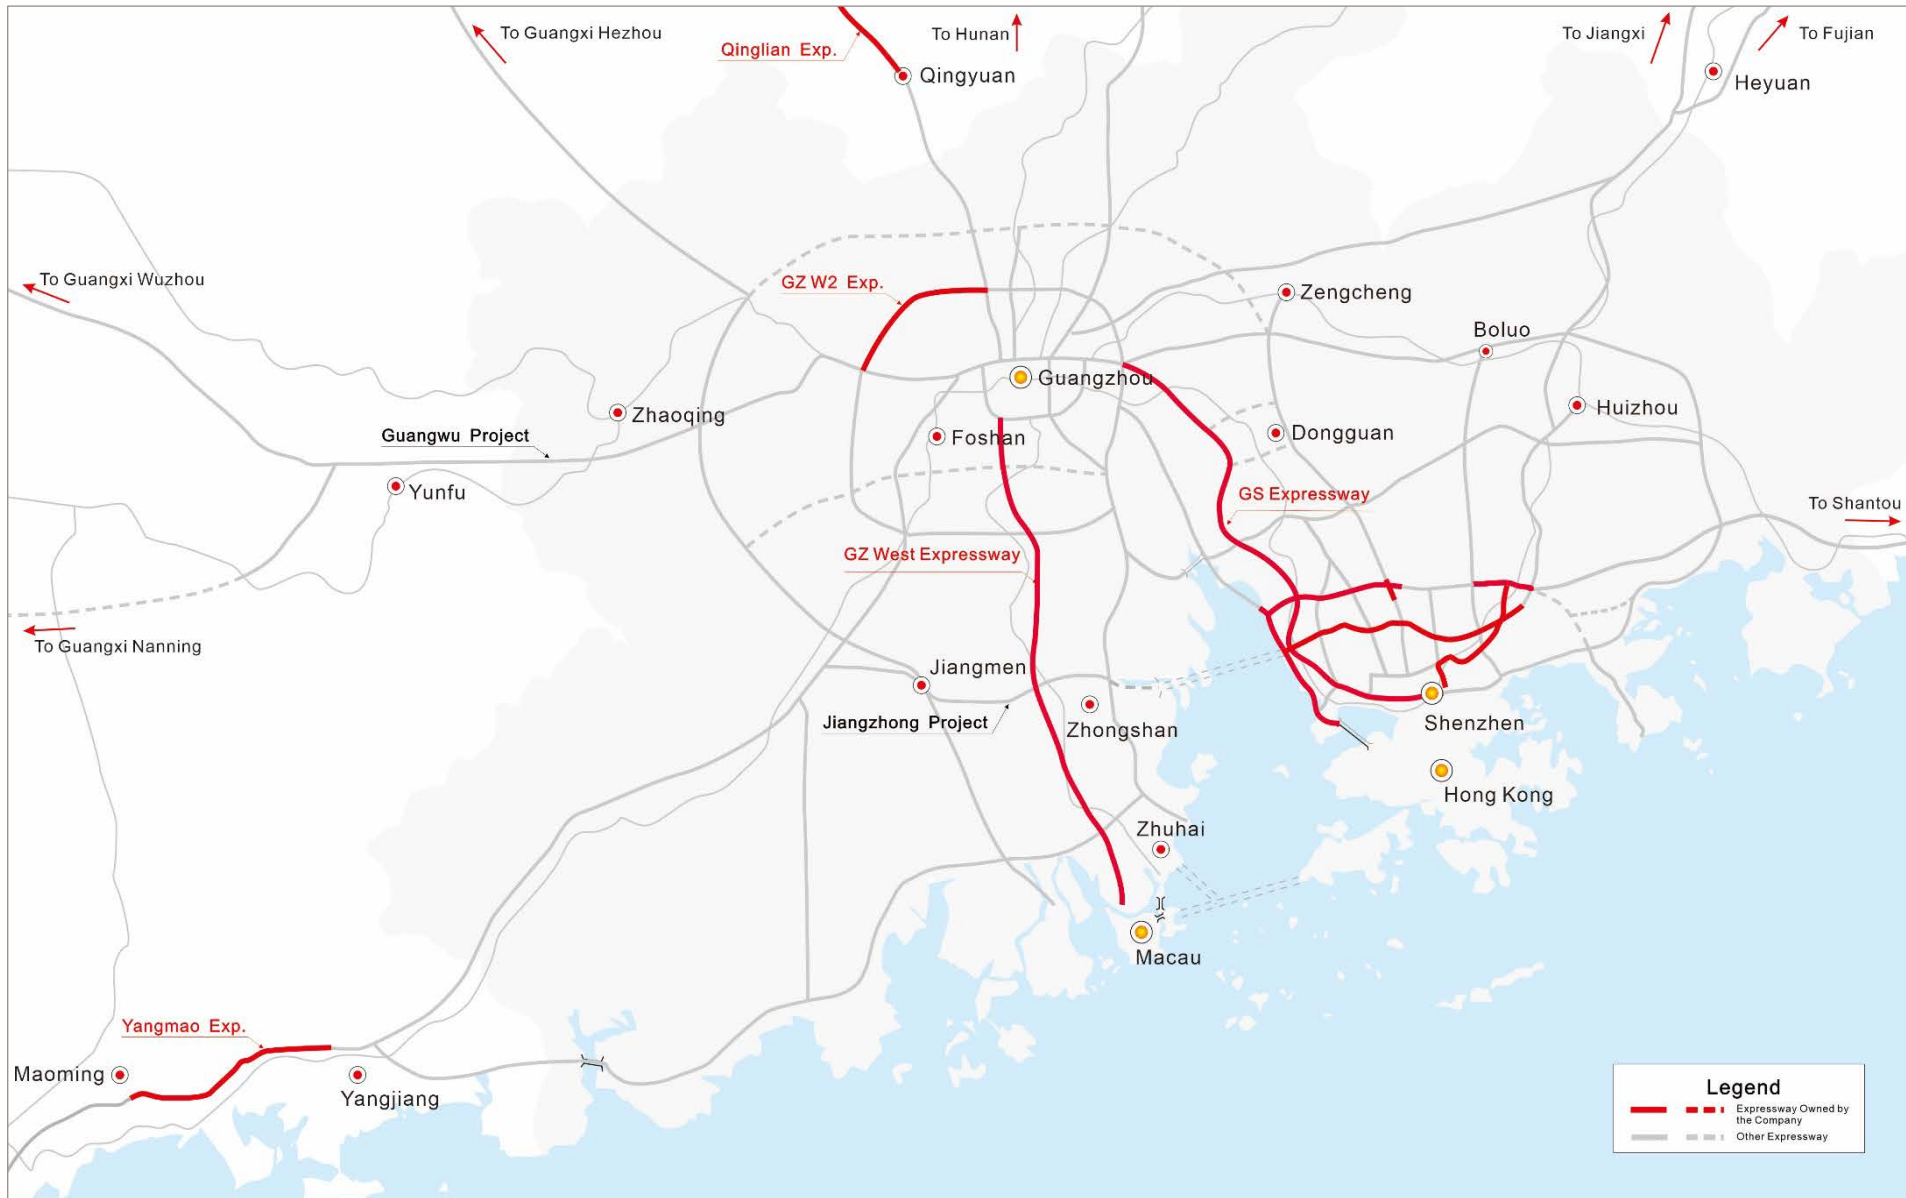 To Guangxi Hezhou
Qinglian Exp.
To Hunan
To Jiangxi
To Fujian
Qingyuan
Heyuan
To Guangxi Wuzhou
GZ W2 Exp.
Zengcheng
Boluo
Guangzhou
Zhaoqing
Huizhou
Guangwu Project
Foshan
Dongguan
Yunfu
GS Expressway
To Shantou
GZ West Expressway
To Guangxi Nanning
Jiangmen
Jiangzhong Project
Zhongshan
Shenzhen
Hong Kong
Zhuhai
Macau
Yangmao Exp.
Maoming
Yangjiang
Legend
Expressway Owned by
the Company
Other Expressway